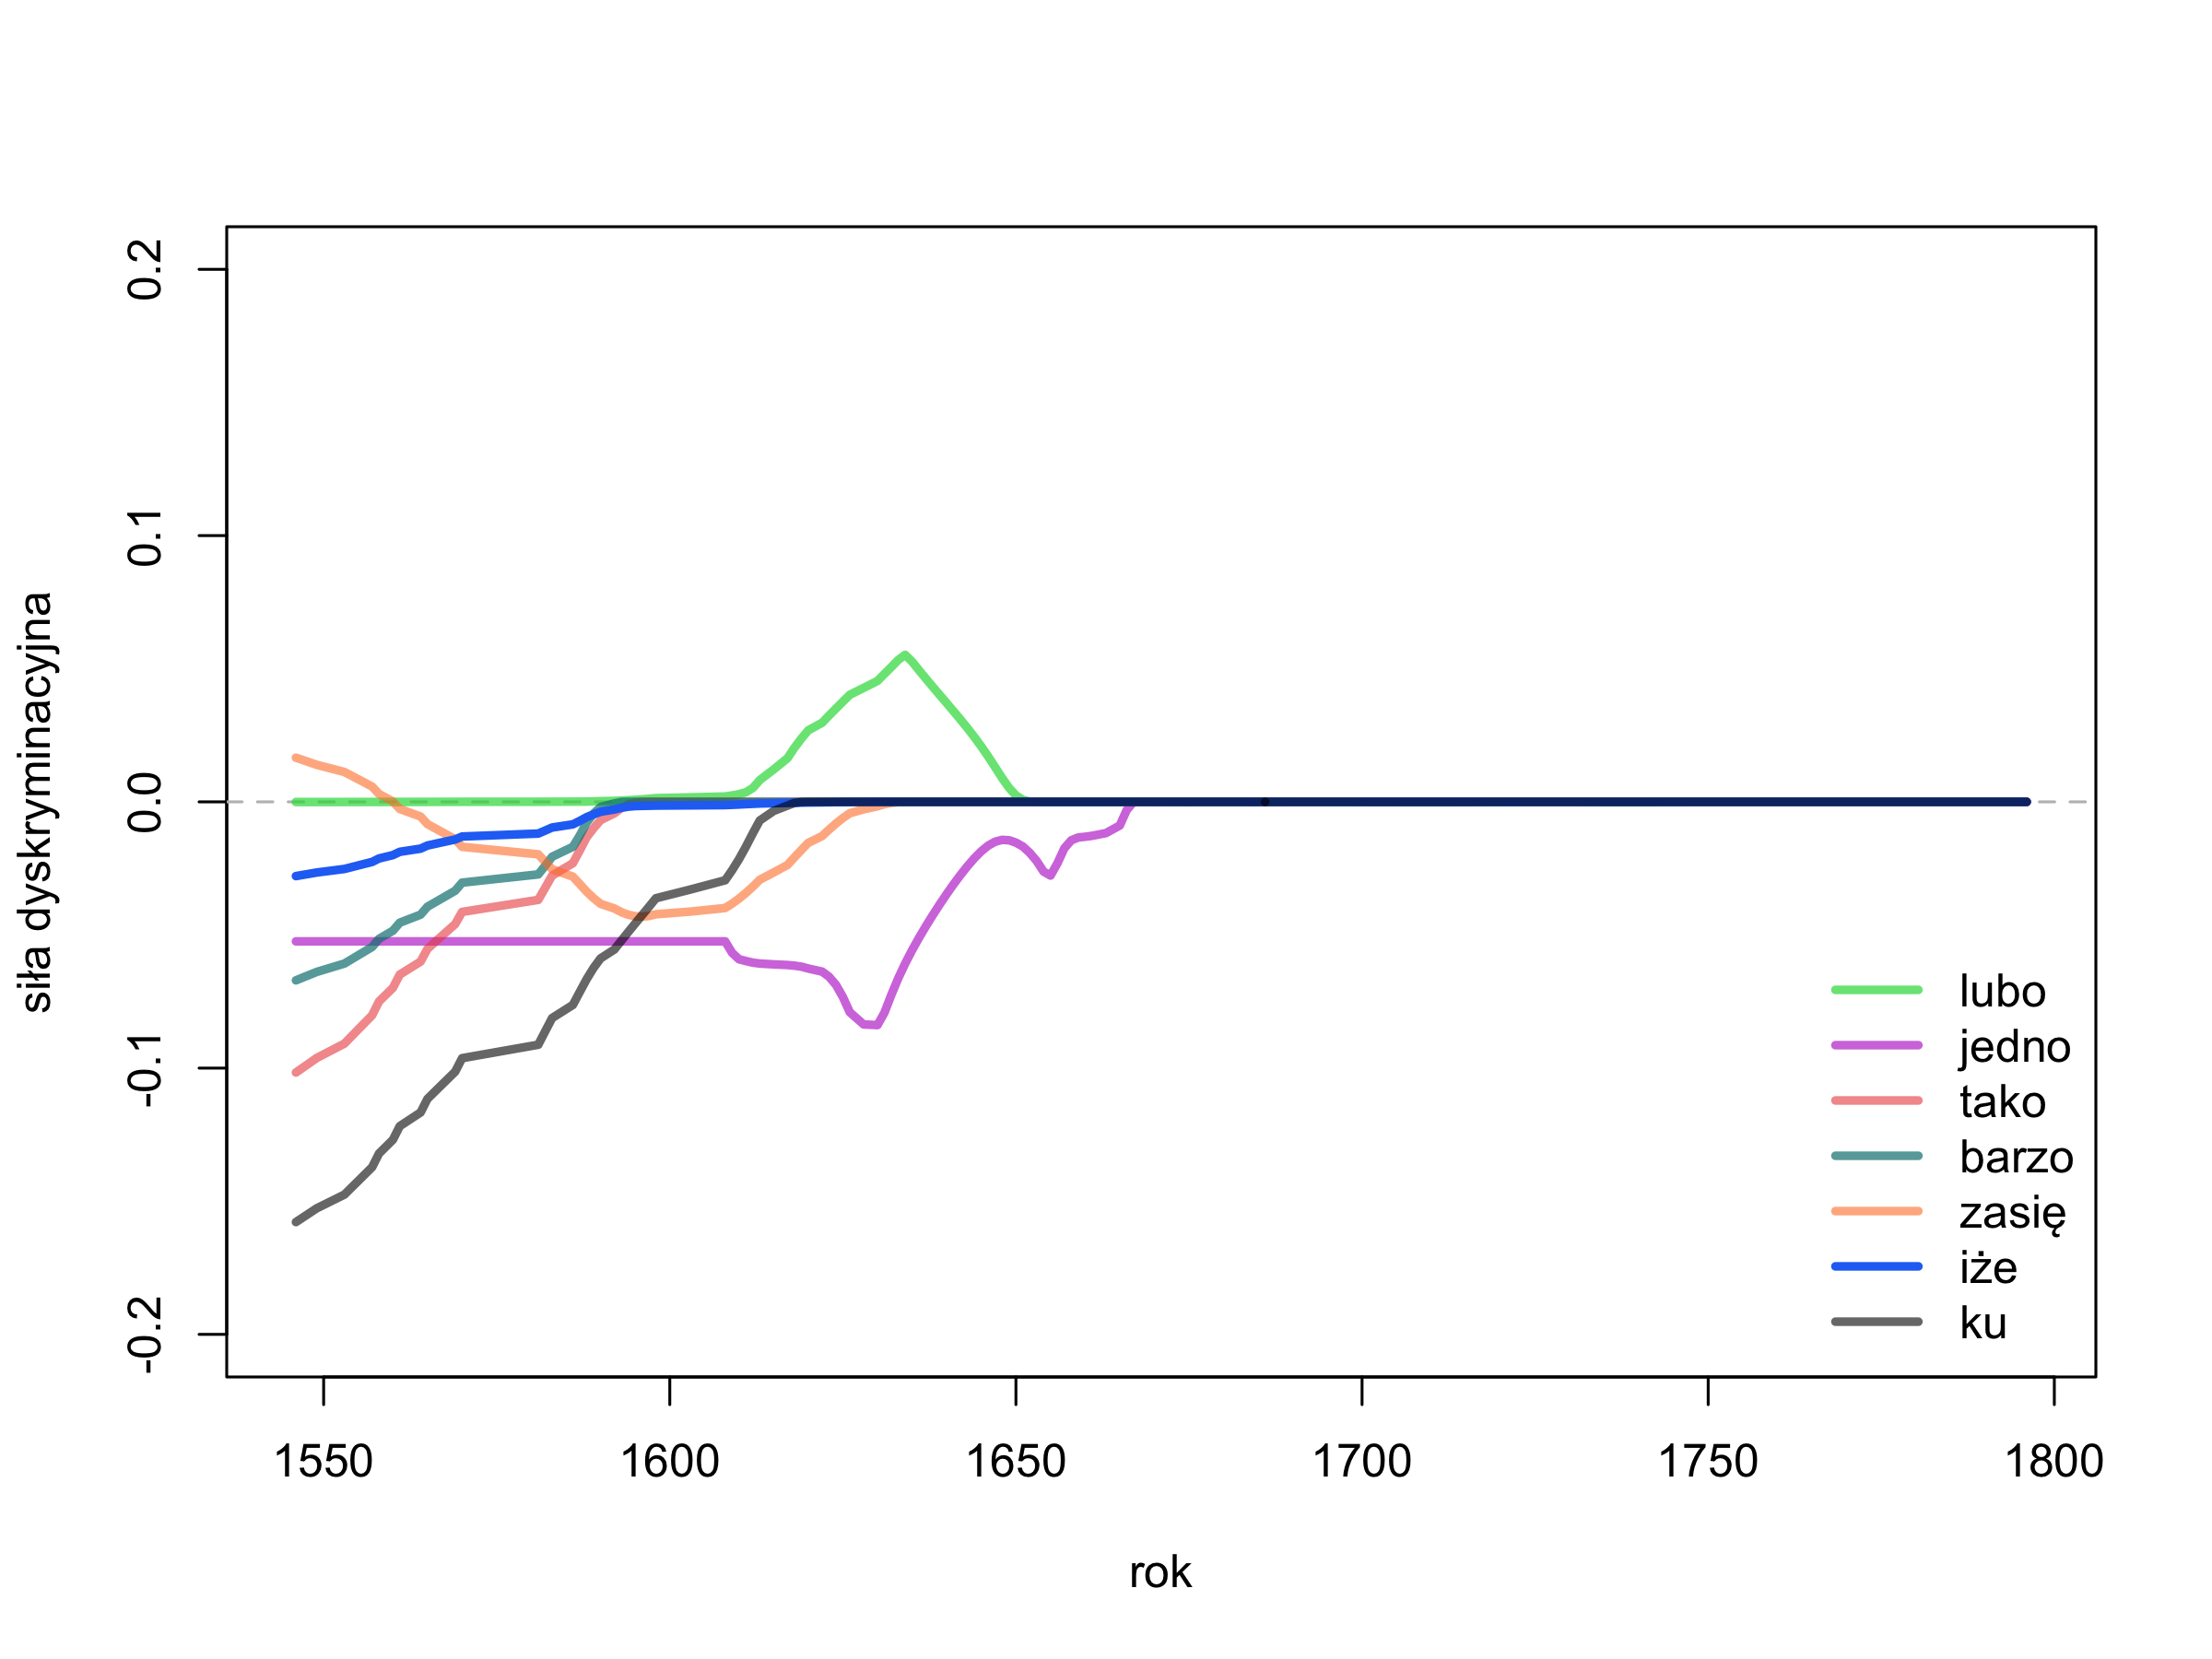 siła dyskryminacyjna
0.2
0.1
0.0
-0.1
-0.2
lubo
jedno
tako
barzo
zasię
iże
ku
1550 1600 1650 1700 1750 1800
rok